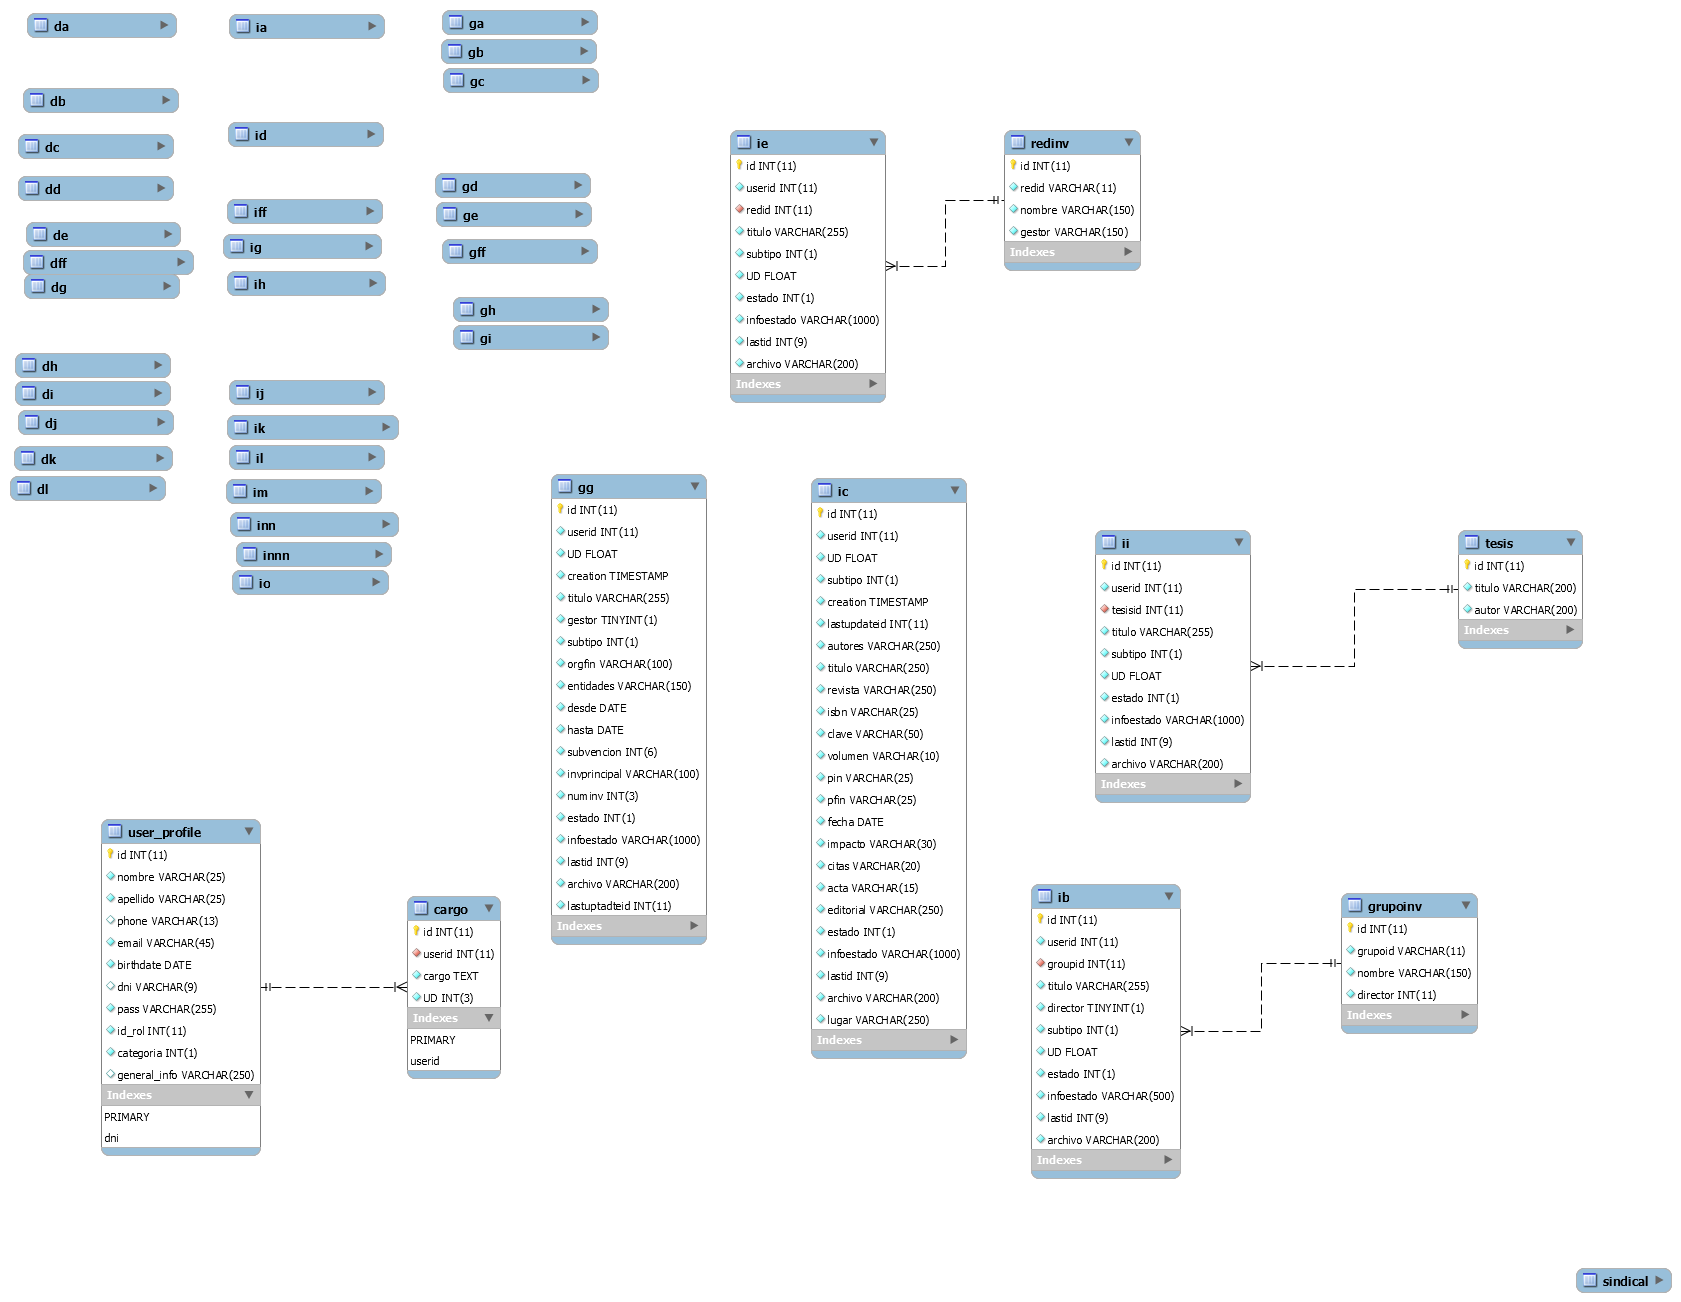 da
db
dc
dd
de
dff
dg
dh
di
dj
dk
dl
ia
id
iff
ig
ih
ij
ik
il
im
inn
innn
io
ga
gb
gc
gd
ge
gff
gh
gi
ie
id INT(11)
userid INT(11)
redid INT(11)
titulo VARCHAR(255)
subtipo INT(1)
UD FLOAT
estado INT(1)
infoestado VARCHAR(1000)
lastid INT(9)
archivo VARCHAR(200)
Indexes
redinv
id INT(11)
redid VARCHAR(11)
nombre VARCHAR(150)
gestor VARCHAR(150)
Indexes
gg
id INT(11)
userid INT(11)
UD FLOAT
creation TIMESTAMP
titulo VARCHAR(255)
gestor TINYINT(1)
subtipo INT(1)
orgfin VARCHAR(100)
entidades VARCHAR(150)
desde DATE
hasta DATE
subvencion INT(6)
invprincipal VARCHAR(100)
numinv INT(3)
estado INT(1)
infoestado VARCHAR(1000)
lastid INT(9)
archivo VARCHAR(200)
lastuptadteid INT(11)
Indexes
ic
id INT(11)
userid INT(11)
UD FLOAT
subtipo INT(1)
creation TIMESTAMP
lastupdateid INT(11)
autores VARCHAR(250)
titulo VARCHAR(250)
revista VARCHAR(250)
isbn VARCHAR(25)
clave VARCHAR(50)
volumen VARCHAR(10)
pin VARCHAR(25)
pfin VARCHAR(25)
fecha DATE
impacto VARCHAR(30)
citas VARCHAR(20)
acta VARCHAR(15)
editorial VARCHAR(250)
estado INT(1)
infoestado VARCHAR(1000)
lastid INT(9)
archivo VARCHAR(200)
lugar VARCHAR(250)
Indexes
ii
id INT(11)
userid INT(11)
tesisid INT(11)
titulo VARCHAR(255)
subtipo INT(1)
UD FLOAT
estado INT(1)
infoestado VARCHAR(1000)
lastid INT(9)
archivo VARCHAR(200)
Indexes
tesis
id INT(11)
titulo VARCHAR(200)
autor VARCHAR(200)
Indexes
user_profile
id INT(11)
nombre VARCHAR(25)
apellido VARCHAR(25)
phone VARCHAR(13)
email VARCHAR(45)
birthdate DATE
dni VARCHAR(9)
pass VARCHAR(255)
id_rol INT(11)
categoria INT(1)
general_info VARCHAR(250)
Indexes
PRIMARY
dni
cargo
id INT(11)
userid INT(11)
cargo TEXT
UD INT(3)
Indexes
PRIMARY
userid
ib
id INT(11)
userid INT(11)
groupid INT(11)
titulo VARCHAR(255)
director TINYINT(1)
subtipo INT(1)
UD FLOAT
estado INT(1)
infoestado VARCHAR(500)
lastid INT(9)
archivo VARCHAR(200)
Indexes
grupoinv
id INT(11)
grupoid VARCHAR(11)
nombre VARCHAR(150)
director INT(11)
Indexes
sindical